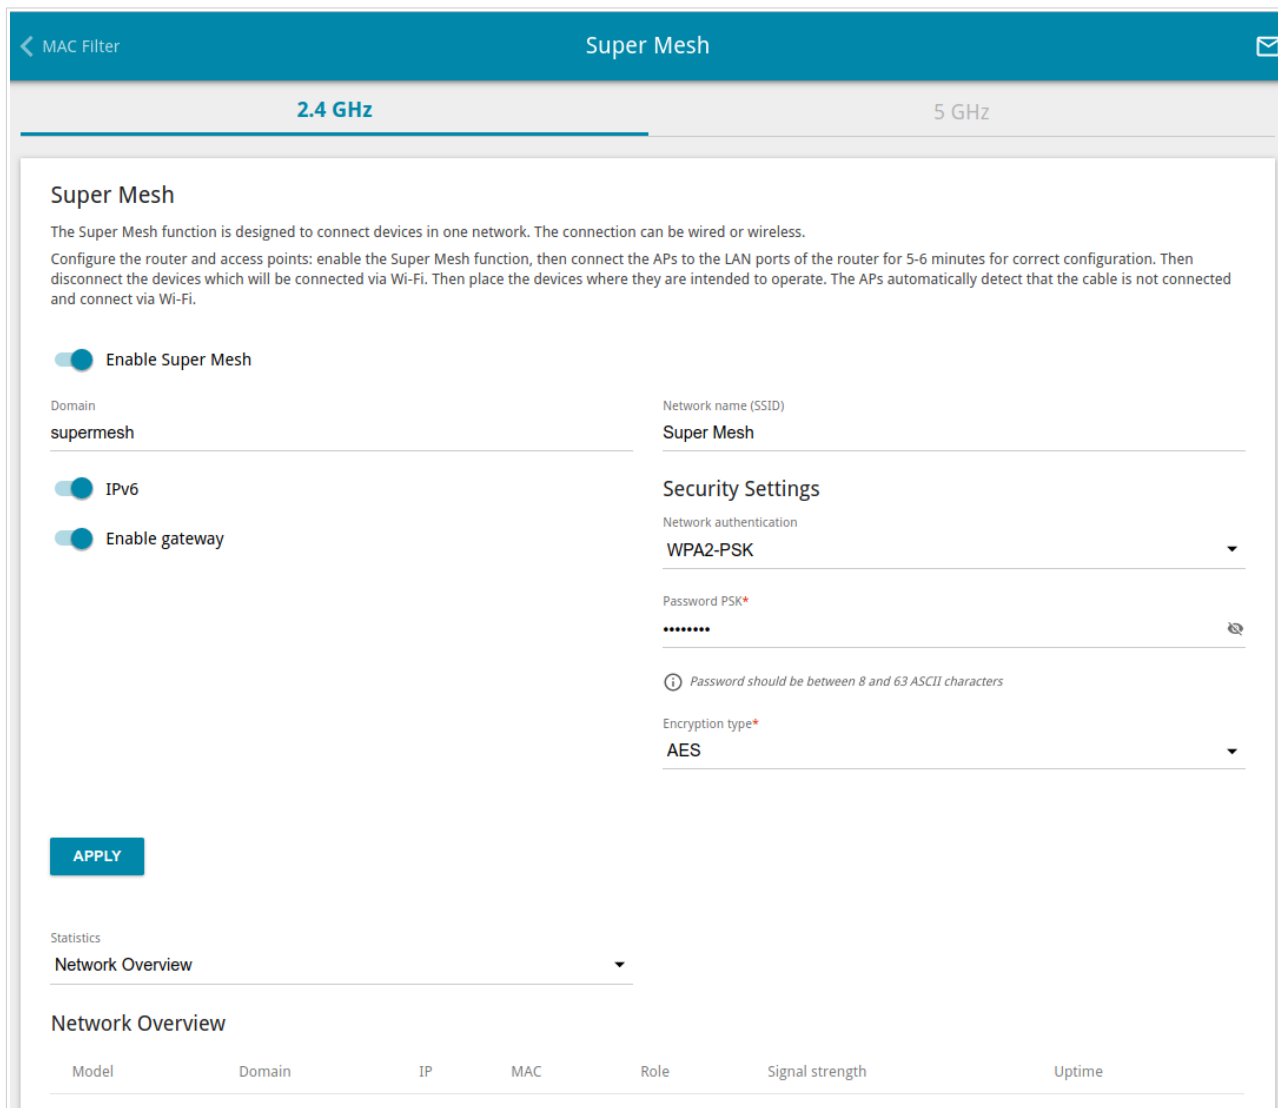 MAC Filter
Super Mesh
2.4 GHz
5 GHz
Super Mesh
The Super Mesh function is designed to connect devices in one network. The connection can be wired or wireless.
Configure the router and access points: enable the Super Mesh function, then connect the APs to the LAN ports of the router for 5-6 minutes for correct configuration. Then
disconnect the devices which will be connected via Wi-Fi. Then place the devices where they are intended to operate. The APs automatically detect that the cable is not connected
and connect via Wi-Fi.
Enable Super Mesh
Domain
supermesh
IPv6
Enable gateway
Network name (SSID)
Super Mesh
Security Settings
Network authentication
WPA2-PSK
Password PSK*
••••••••
Password should be between 8 and 63 ASCII characters
Encryption type*
AES
APPLY
Statistics
Network Overview
Network Overview
Model Domain IP MAC Role Signal strength Uptime